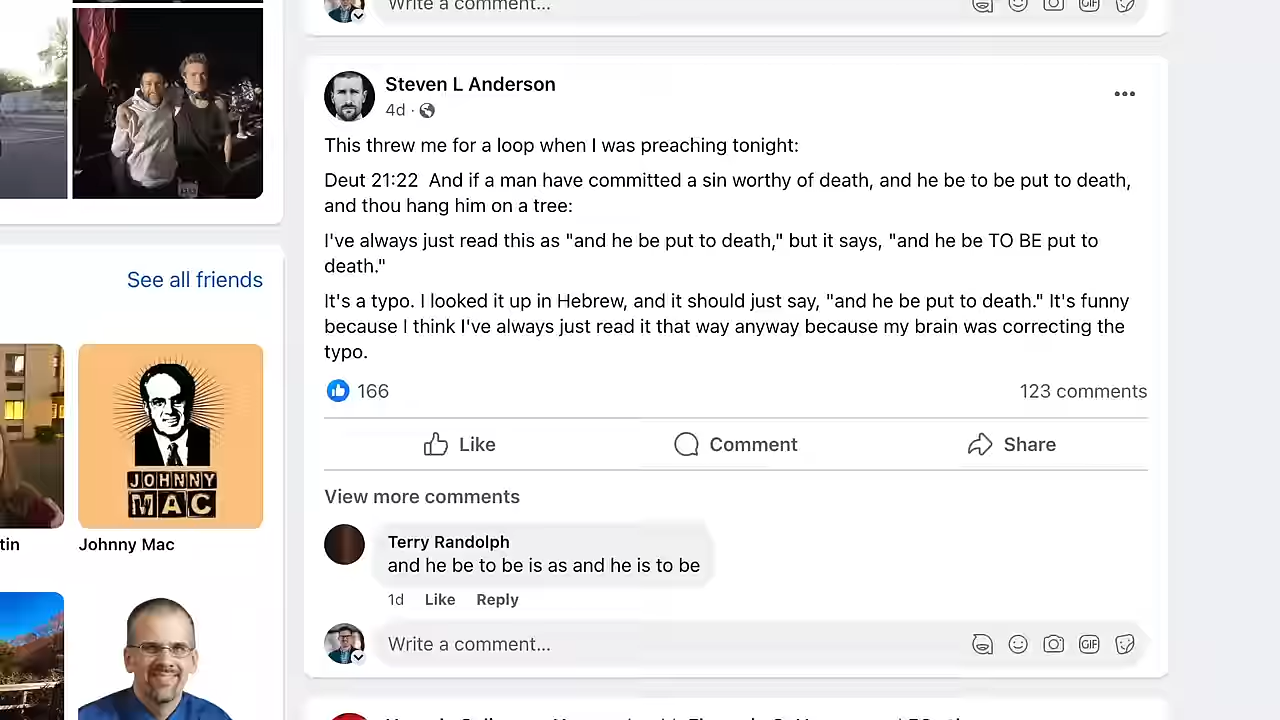 Write a comment...
GIF
Steven L Anderson
4d ·
This threw me for a loop when I was preaching tonight:
Deut 21:22 And if a man have committed a sin worthy of death, and he be to be put to death,
and thou hang him on a tree:
I've always just read this as "and he be put to death," but it says, "and he be TO BE put to
death."
It's a typo. I looked it up in Hebrew, and it should just say, "and he be put to death." It's funny
because I think I've always just read it that way anyway because my brain was correcting the
typo.
166
123 comments
Like
Comment
Share
View more comments
Terry Randolph
and he be to be is as and he is to be
1d Like Reply
Write a comment...
GIF
See all friends
JOHNNY
MAC
tin
Johnny Mac